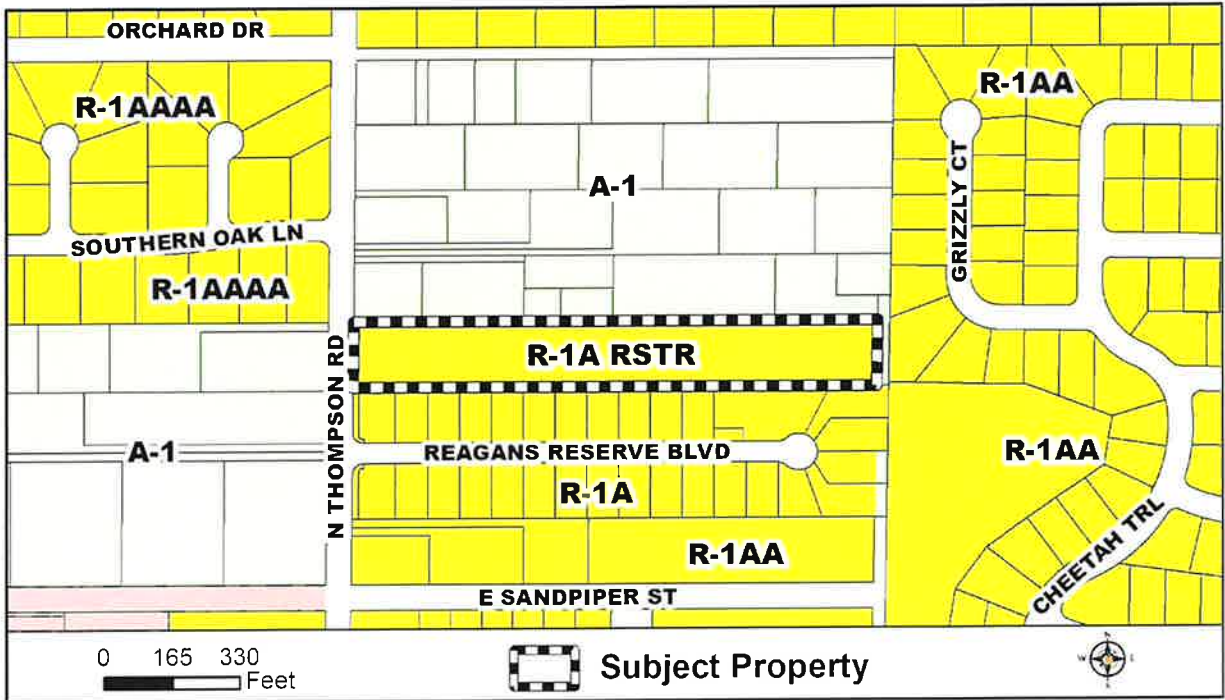 ORCHARD DR
R-1AAAA
R-1AA
A-1
GRIZZLY CT
SOUTHERN OAK LN
R-1AAAA
N THOMPSON RD
R-1A RSTR
A-1
REAGANS RESERVE BLVD
R-1AA
R-1A
R-1AA
CHEETAH TRL
E SANDPIPER ST
0 165 330
Feet
Subject Property
N
W E
S